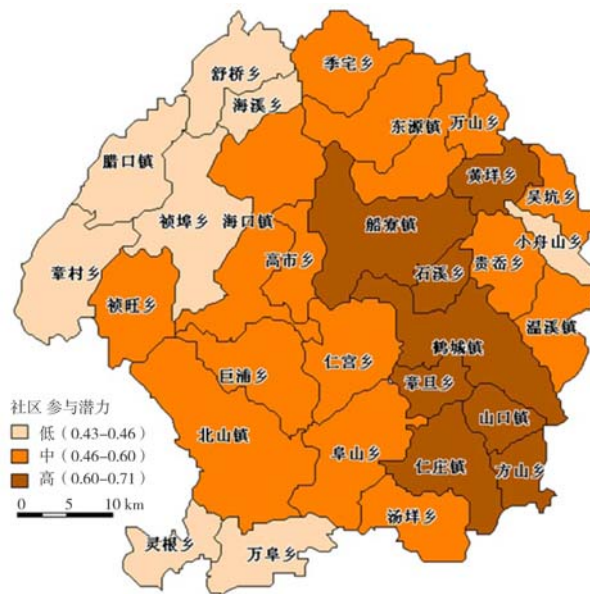 季宅乡
舒桥乡
海溪乡
东源镇
万山乡
腊口镇
黄垟乡
吴坑乡
祯埠乡
海口镇
船寮镇
小舟山乡
章村乡
高市乡
石溪乡
贵岙乡
祯旺乡
温溪镇
鹤城镇
巨浦乡
仁宫乡
章旦乡
山口镇
北山镇
阜山乡
仁庄镇
方山乡
汤垟乡
灵根乡
万阜乡
社区 参与潜力
低(0.43-0.46)
中(0.46-0.60)
高(0.60-0.71)
0 5 10 km